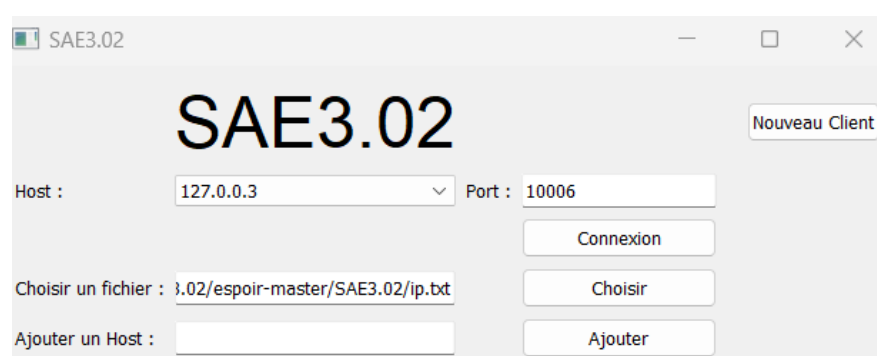 SAE3.02
SAE3.02
Nouveau Client
Host :
127.0.0.3
Port :
10006
Connexion
Choisir un fichier :
3.02/espoir-master/SAE3.02/ip.txt
Choisir
Ajouter un Host :
Ajouter